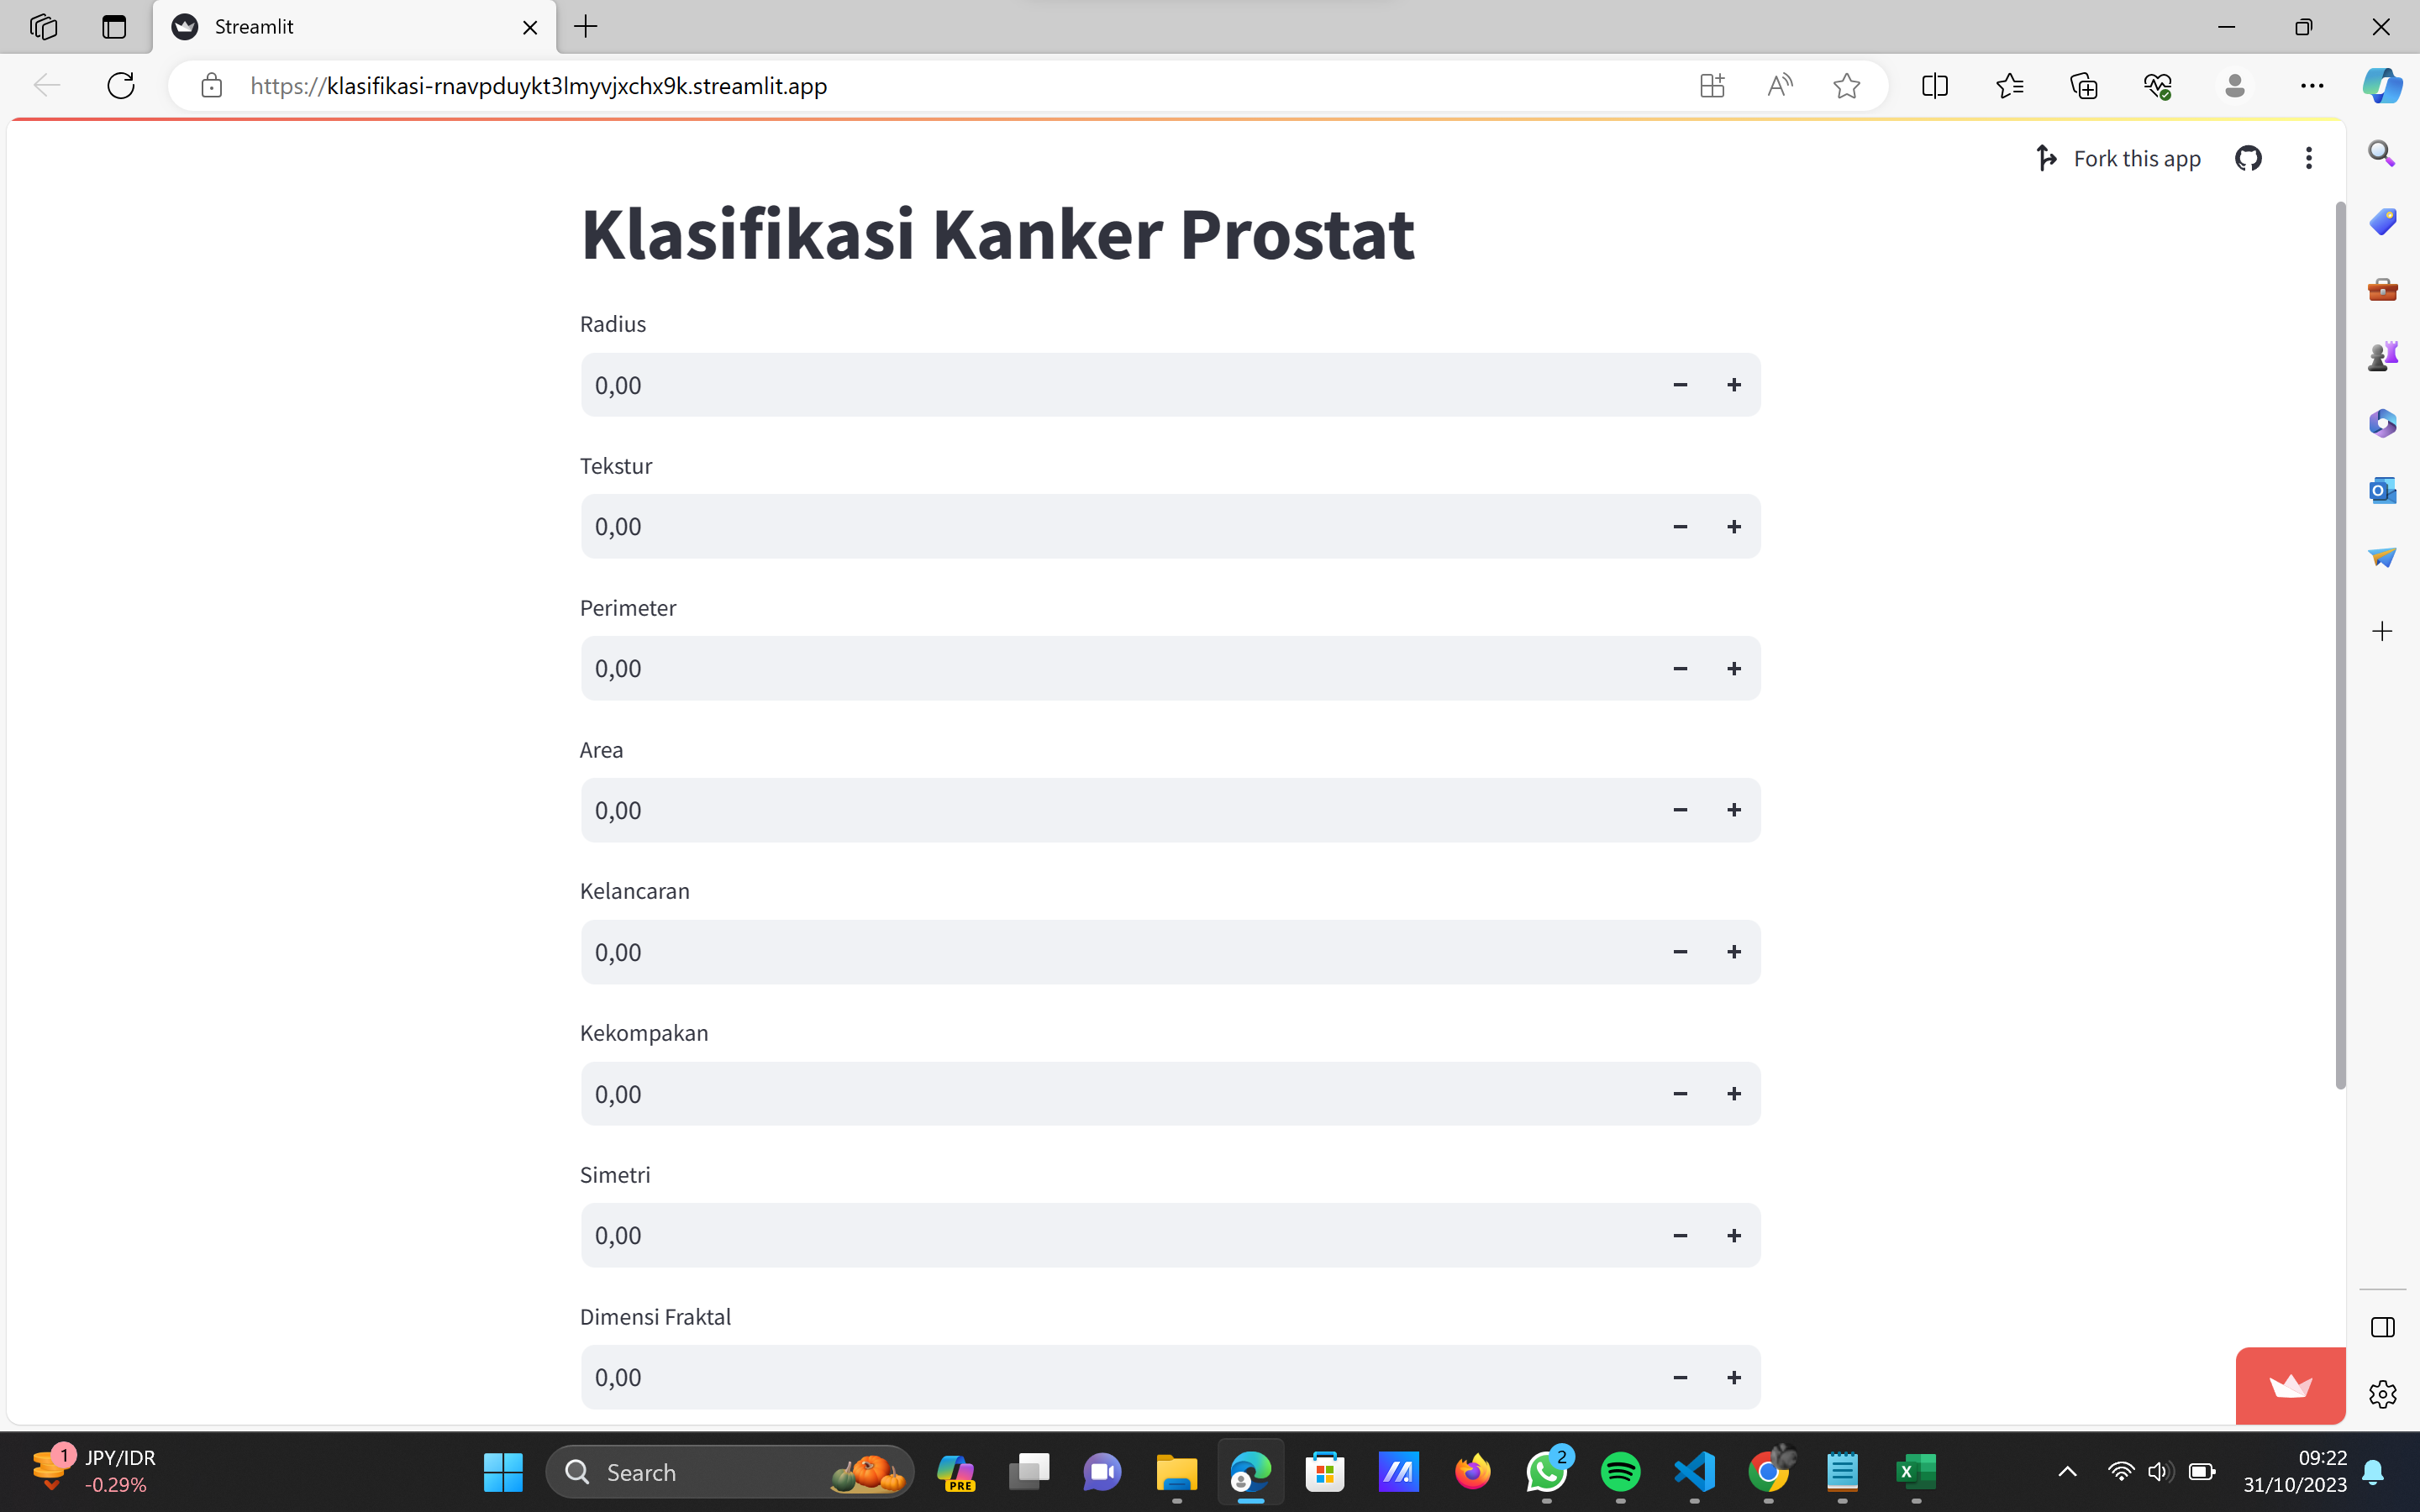 Streamlit
https://klasifikasi-rnavpduykt3lmyvjxchx9k.streamlit.app
Fork this app
Klasifikasi Kanker Prostat
Radius
0,00
Tekstur
0,00
Perimeter
0,00
Area
0,00
Kelancaran
0,00
Kekompakan
0,00
Simetri
0,00
Dimensi Fraktal
0,00
1
JPY/IDR
-0.29%
Search
PRE
2
09:22
31/10/2023